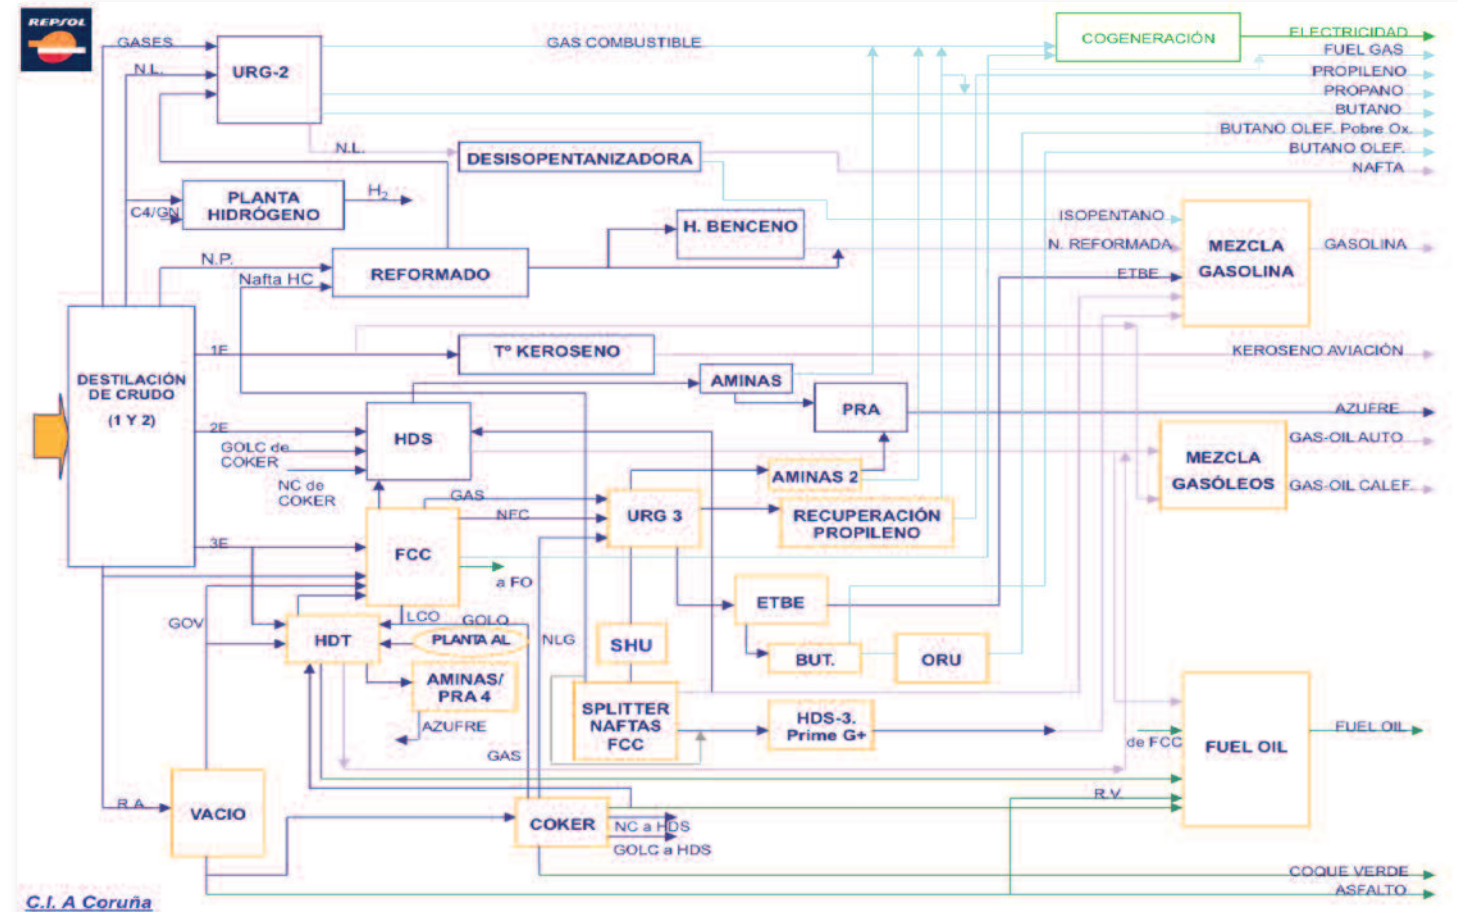 REPSOL
GASES
GAS COMBUSTIBLE
COGENERACIÓN
ELECTRICIDAD
FUEL GAS
N.L.
URG-2
PROPILENO
PROPANO
BUTANO
BUTANO OLEF. Pobre Ox.
BUTANO OLEF.
N.L.
DESISOPENTANIZADORA
NAFTA
C4/GN
PLANTA
HIDRÓGENO
H2
H. BENCENO
ISOPENTANO
N. REFORMADA
ETBE
MEZCLA
GASOLINA
GASOLINA
N.P.
Nafta HC
REFORMADO
1E
Tº KEROSENO
KEROSENO AVIACIÓN
DESTILACIÓN
DE CRUDO
(1 Y 2)
AMINAS
PRA
AZUFRE
2E
GOLC de
COKER
HDS
NC de
COKER
MEZCLA
GASÓLEOS
GAS-OIL AUTO
GAS-OIL CALEF.
GAS
NFC
URG 3
AMINAS 2
RECUPERACIÓN
PROPILENO
3E
FCC
a FO
ETBE
LCO
GOLQ
GOV
HDT
PLANTA AL
NLG
SHU
BUT.
ORU
AMINAS/
PRA 4
AZUFRE
SPLITTER
NAFTAS
FCC
HDS-3.
Prime G+
de FCC
FUEL OIL
FUEL OIL
GAS
R.A.
VACIO
COKER
NC a HDS
GOLC a HDS
R.V.
COQUE VERDE
ASFALTO
C.I. A Coruña